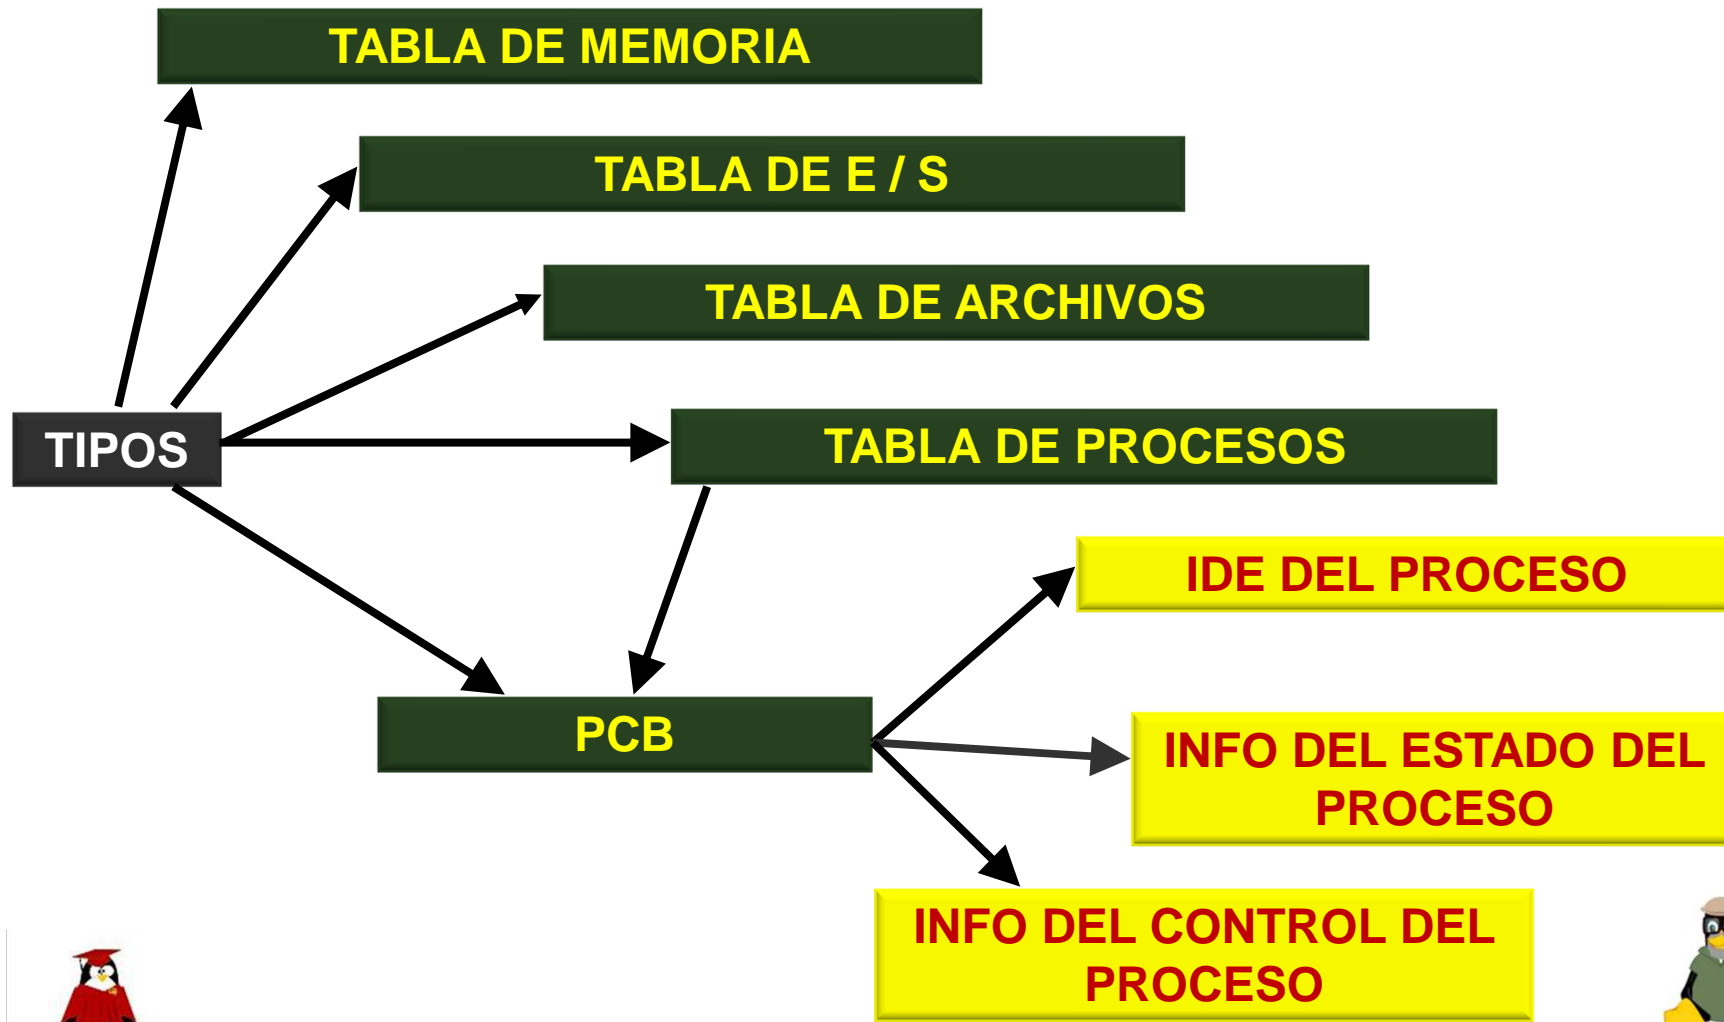 TABLA DE MEMORIA
TABLA DE E / S
TABLA DE ARCHIVOS
TIPOS
TABLA DE PROCESOS
IDE DEL PROCESO
PCB
INFO DEL ESTADO DEL
PROCESO
INFO DEL CONTROL DEL
PROCESO